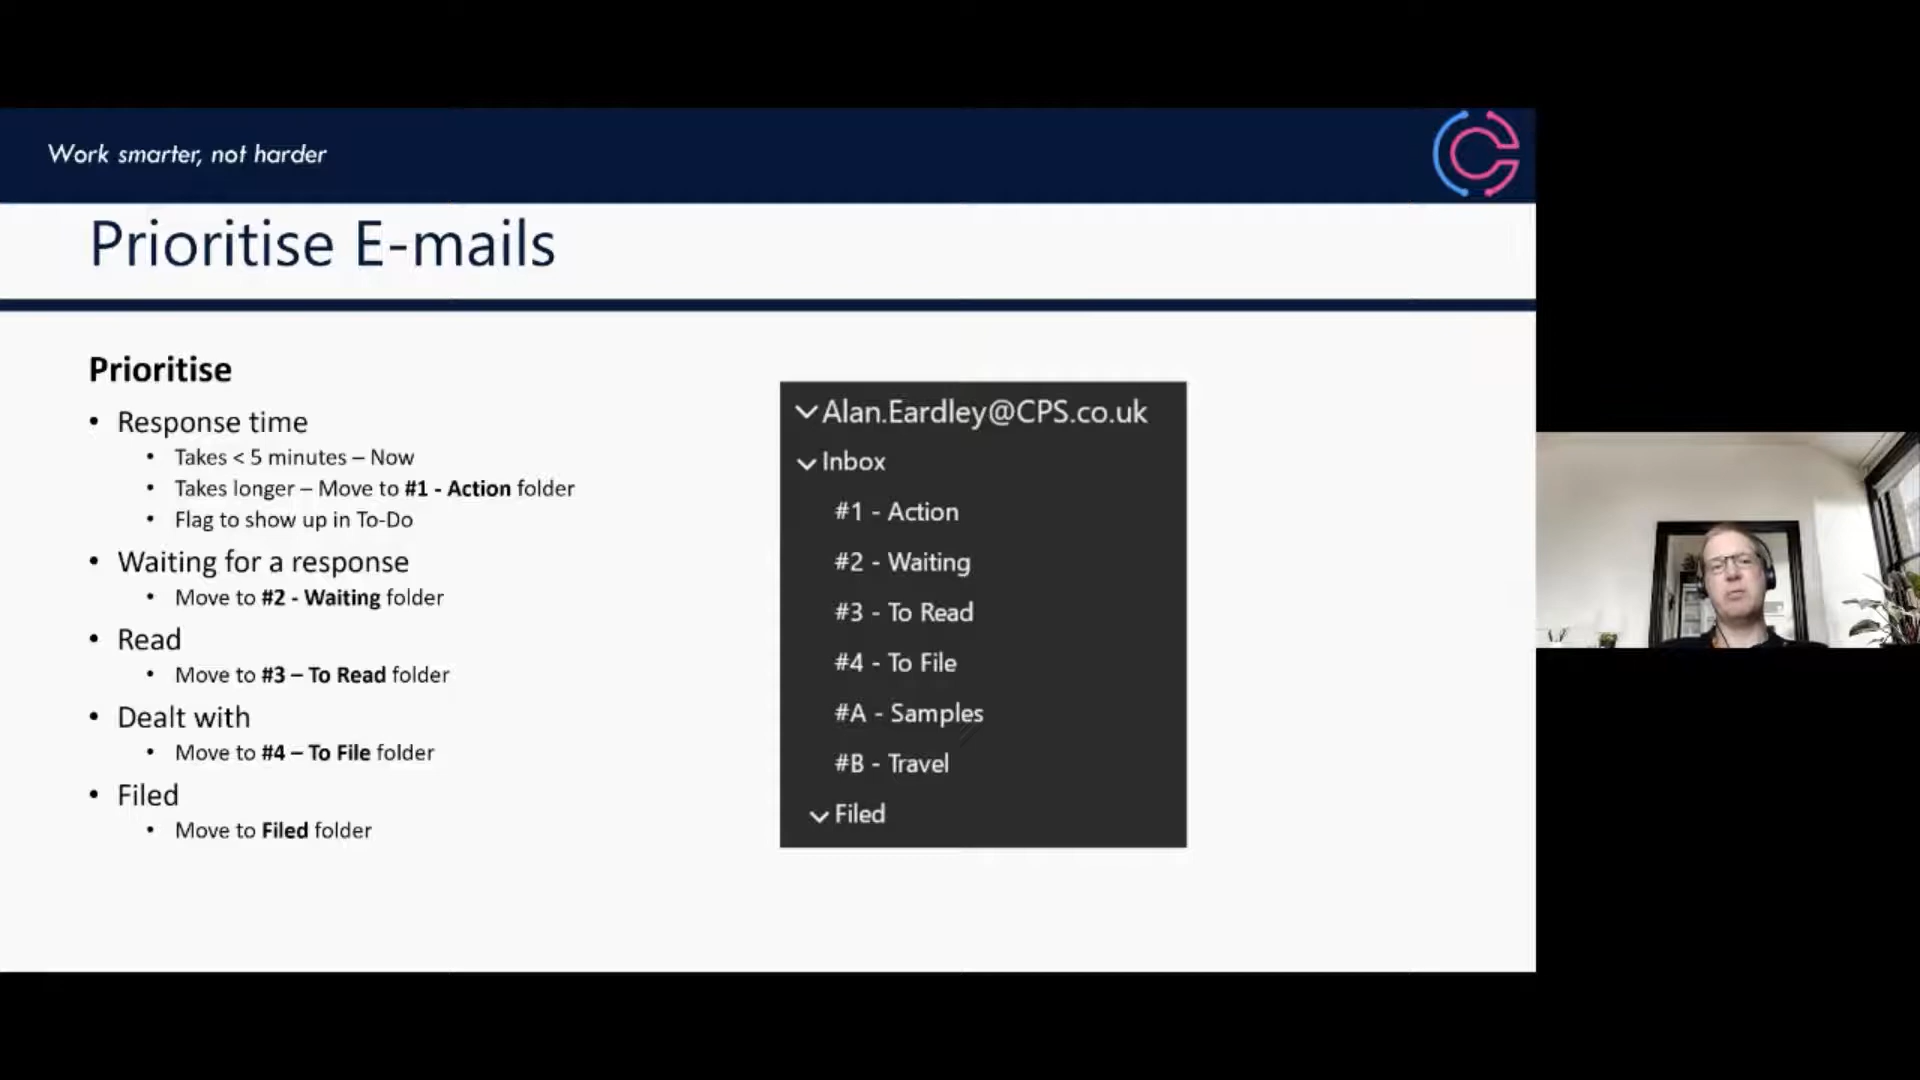 Work smarter, not harder
Prioritise E-mails
Prioritise
• Response time
• Takes < 5 minutes – Now
• Takes longer – Move to #1 - Action folder
• Flag to show up in To-Do
• Waiting for a response
• Move to #2 - Waiting folder
• Read
• Move to #3 – To Read folder
• Dealt with
• Move to #4 – To File folder
• Filed
• Move to Filed folder
Alan.Eardley@CPS.co.uk
Inbox
#1 - Action
#2 - Waiting
#3 - To Read
#4 - To File
#A - Samples
#B - Travel
Filed